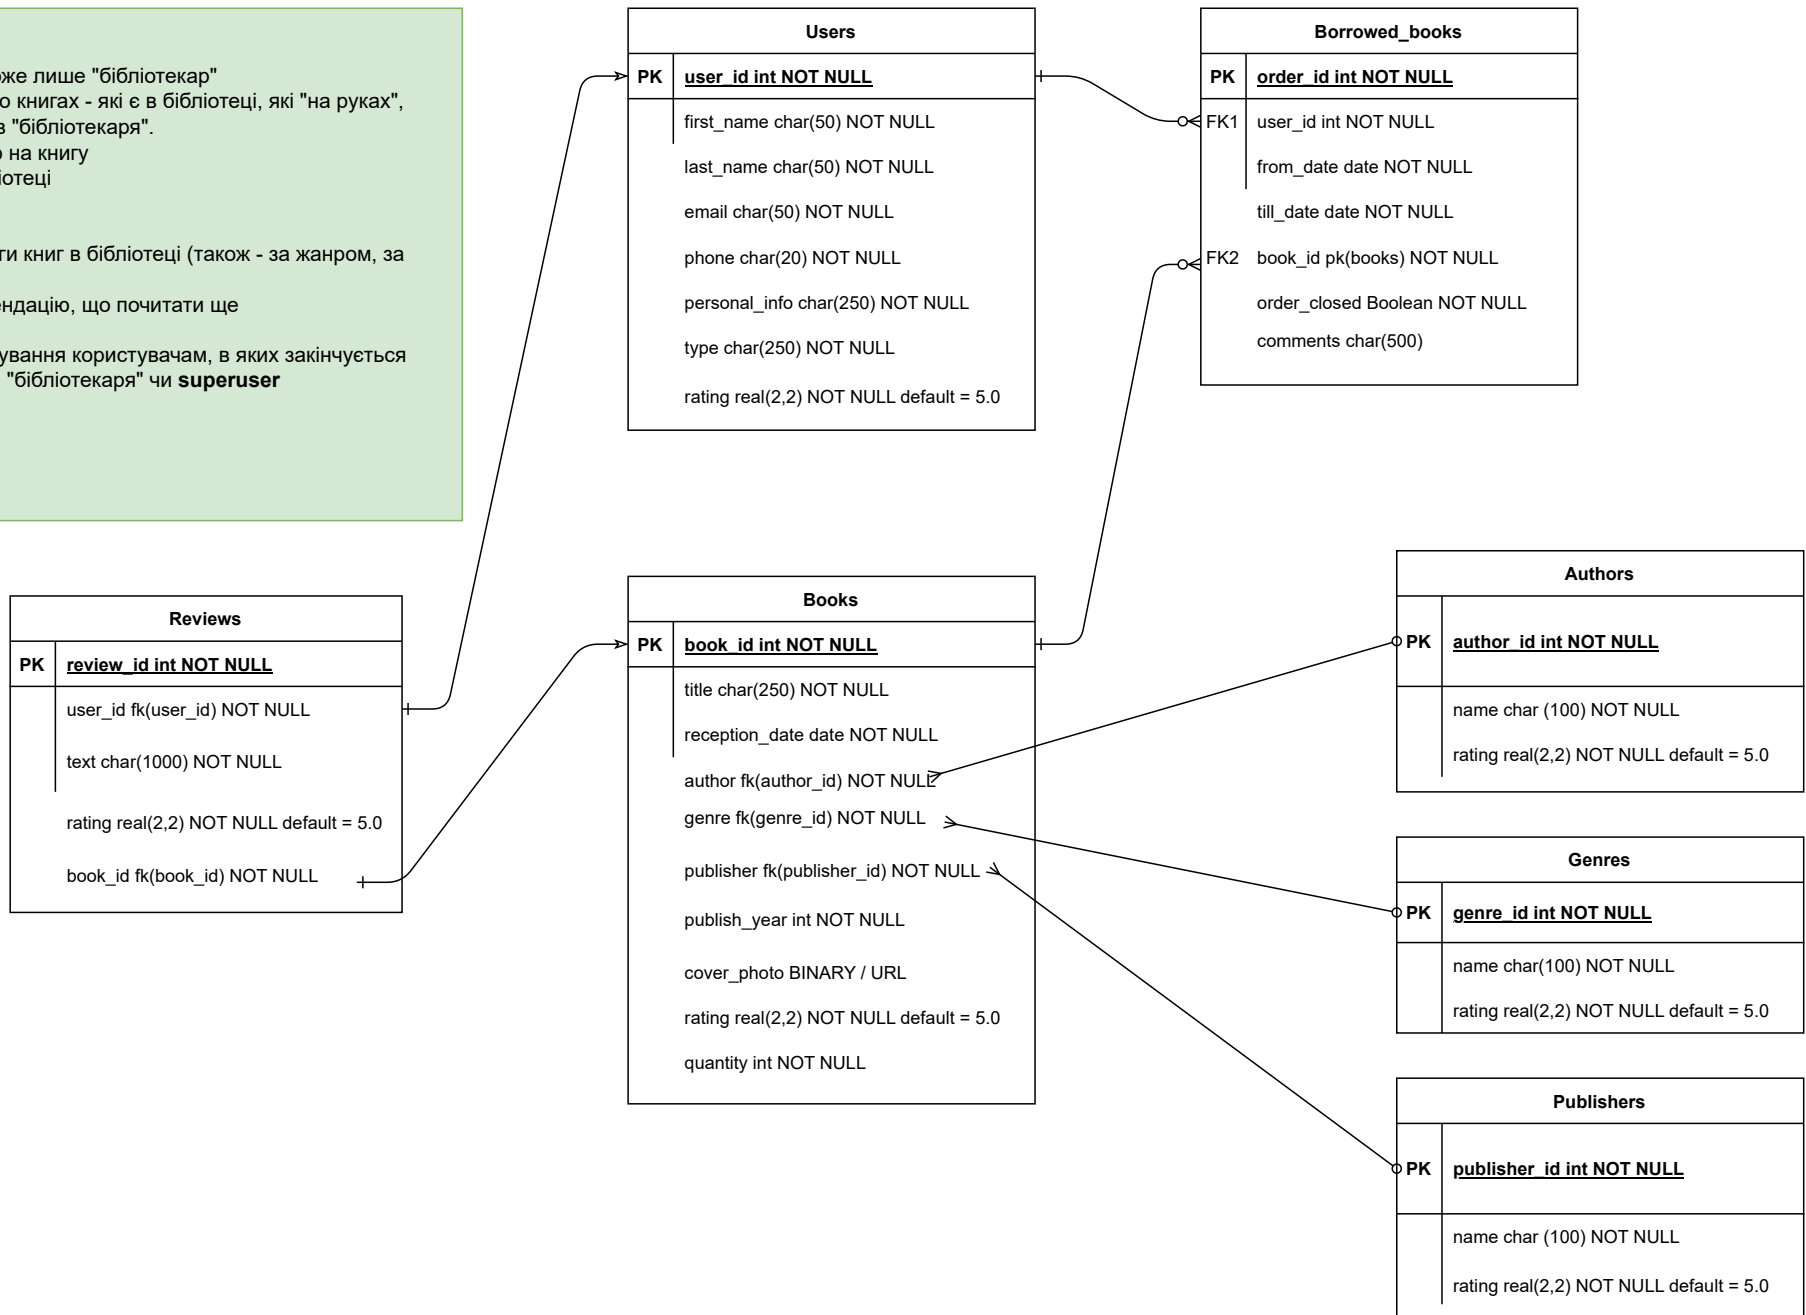 же лише "бібліотекар"
о книгах - які є в бібліотеці, які "на руках",
в "бібліотекаря".
о на книгу
іотеці
ги книг в бібліотеці (також - за жанром, за
ендацію, що почитати ще
ування користувачам, в яких закінчується
"бібліотекаря" чи superuser
Users
PK user_id int NOT NULL
first_name char(50) NOT NULL
last_name char(50) NOT NULL
email char(50) NOT NULL
phone char(20) NOT NULL
personal_info char(250) NOT NULL
type char(250) NOT NULL
rating real(2,2) NOT NULL default = 5.0
Borrowed_books
PK order_id int NOT NULL
FK1 user_id int NOT NULL
from_date date NOT NULL
till_date date NOT NULL
FK2 book_id pk(books) NOT NULL
order_closed Boolean NOT NULL
comments char(500)
Reviews
PK review_id int NOT NULL
user_id fk(user_id) NOT NULL
text char(1000) NOT NULL
rating real(2,2) NOT NULL default = 5.0
book_id fk(book_id) NOT NULL
Books
PK book_id int NOT NULL
title char(250) NOT NULL
reception_date date NOT NULL
author fk(author_id) NOT NULL
genre fk(genre_id) NOT NULL
publisher fk(publisher_id) NOT NULL
publish_year int NOT NULL
cover_photo BINARY / URL
rating real(2,2) NOT NULL default = 5.0
quantity int NOT NULL
Authors
PK author_id int NOT NULL
name char (100) NOT NULL
rating real(2,2) NOT NULL default = 5.0
Genres
PK genre_id int NOT NULL
name char(100) NOT NULL
rating real(2,2) NOT NULL default = 5.0
Publishers
PK publisher_id int NOT NULL
name char (100) NOT NULL
rating real(2,2) NOT NULL default = 5.0